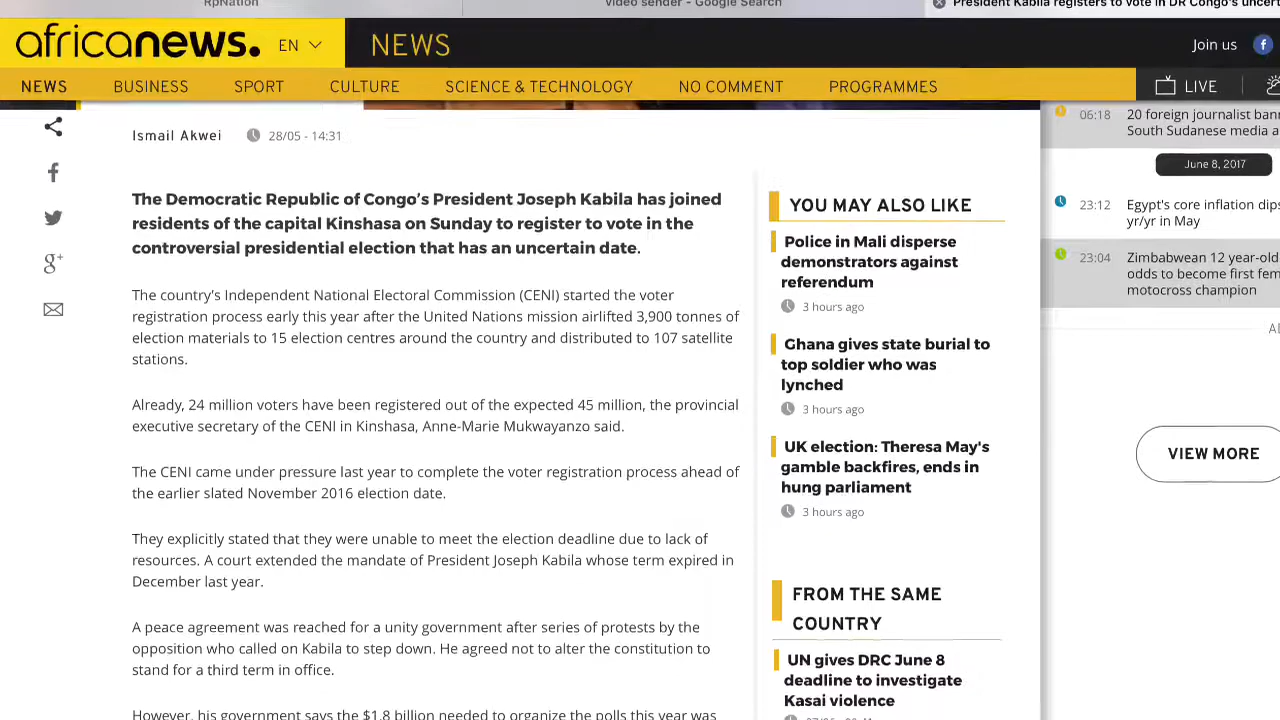 RpNation
Video sender - Google Search
President Kabila registers to vote in DR Congo's uncert
africanews.
EN
NEWS
Join us
NEWS
BUSINESS
SPORT
CULTURE
SCIENCE & TECHNOLOGY
NO COMMENT
PROGRAMMES
LIVE
Ismail Akwei
28/05 - 14:31
The Democratic Republic of Congo’s President Joseph Kabila has joined
residents of the capital Kinshasa on Sunday to register to vote in the
controversial presidential election that has an uncertain date.
The country's Independent National Electoral Commission (CENI) started the voter
registration process early this year after the United Nations mission airlifted 3,900 tonnes of
election materials to 15 election centres around the country and distributed to 107 satellite
stations.
Already, 24 million voters have been registered out of the expected 45 million, the provincial
executive secretary of the CENI in Kinshasa, Anne-Marie Mukwayanzo said.
The CENI came under pressure last year to complete the voter registration process ahead of
the earlier slated November 2016 election date.
They explicitly stated that they were unable to meet the election deadline due to lack of
resources. A court extended the mandate of President Joseph Kabila whose term expired in
December last year.
A peace agreement was reached for a unity government after series of protests by the
opposition who called on Kabila to step down. He agreed not to alter the constitution to
stand for a third term in office.
However, his government says the $1.8 billion needed to organize the polls this year was
YOU MAY ALSO LIKE
Police in Mali disperse
demonstrators against
referendum
3 hours ago
Ghana gives state burial to
top soldier who was
lynched
3 hours ago
UK election: Theresa May's
gamble backfires, ends in
hung parliament
3 hours ago
FROM THE SAME
COUNTRY
UN gives DRC June 8
deadline to investigate
Kasai violence
06:18
20 foreign journalist ban
South Sudanese media a
June 8, 2017
23:12
Egypt's core inflation dips
yr/yr in May
23:04
Zimbabwean 12 year-old
odds to become first fem
motocross champion
VIEW MORE